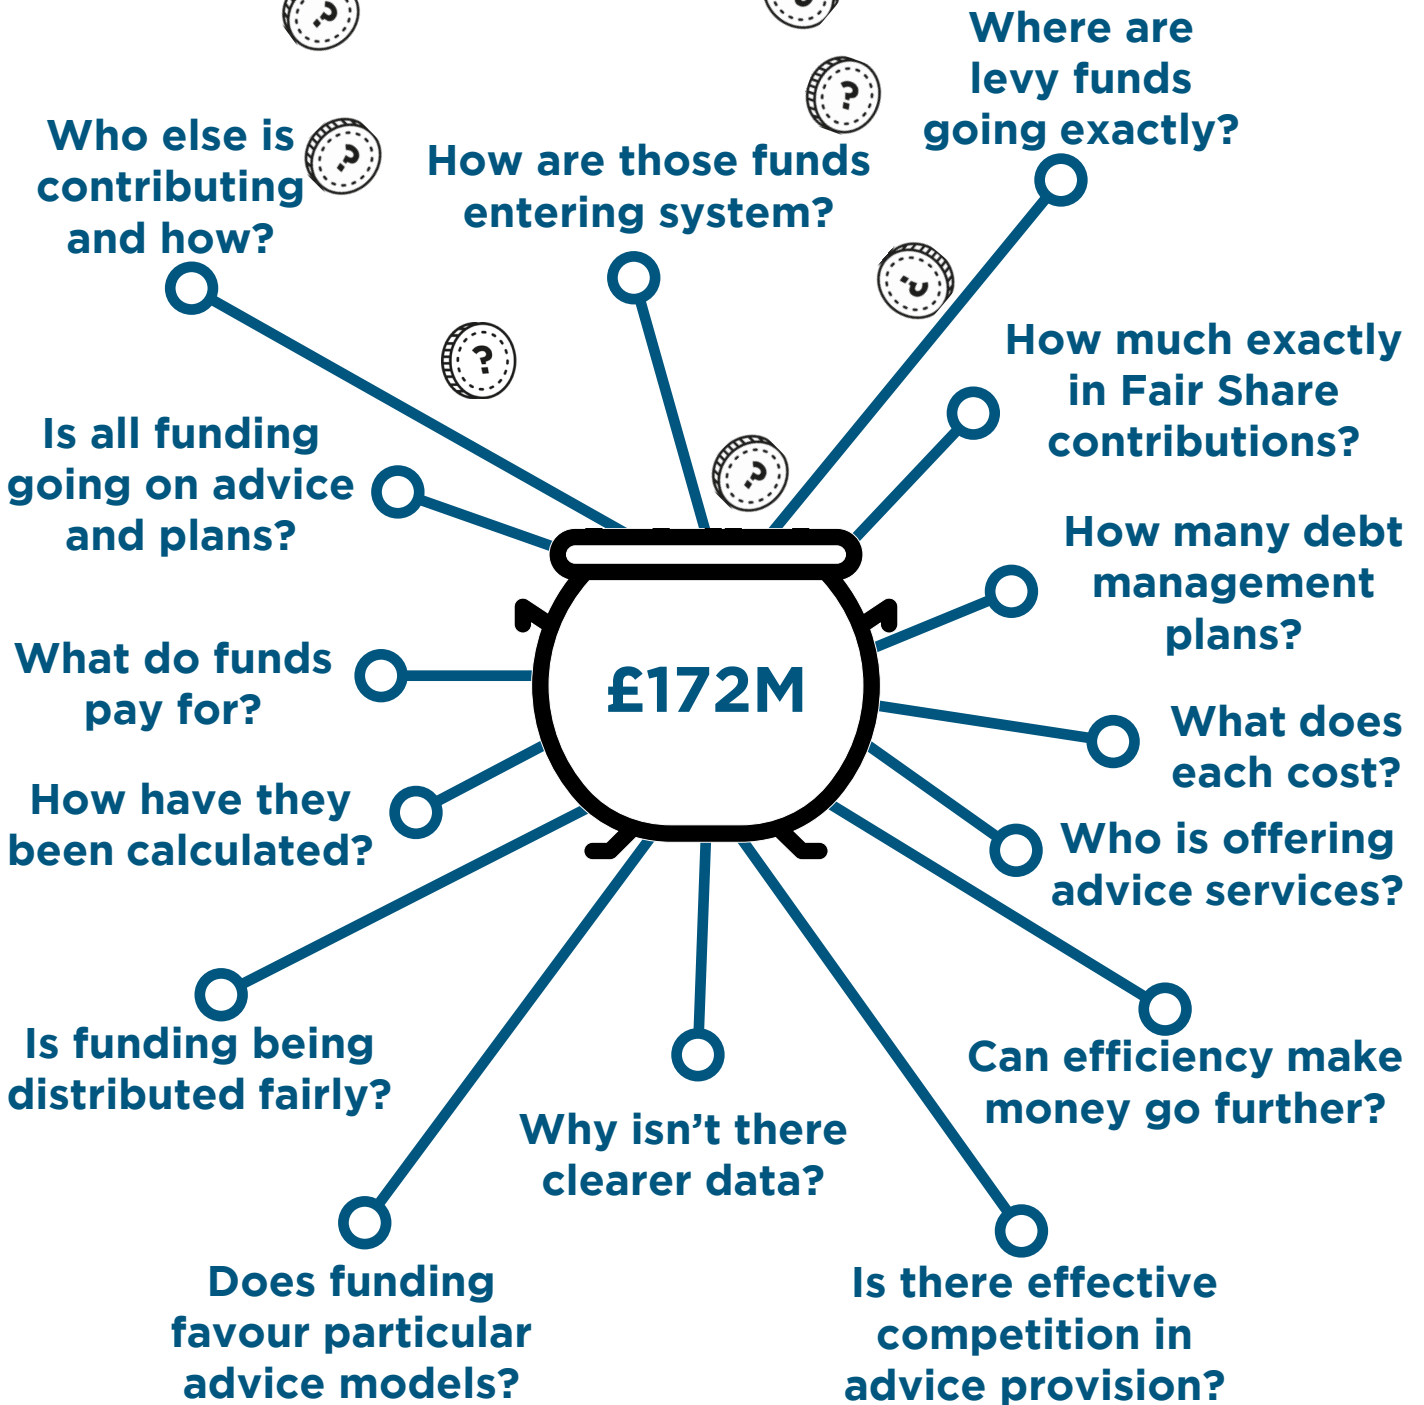 Where are
levy funds
going exactly?
Who else is
contributing
and how?
How are those funds
entering system?
?
?
?
?
?
?
?
How much exactly
in Fair Share
contributions?
Is all funding
going on advice
and plans?
How many debt
management
plans?
What do funds
pay for?
£172M
What does
each cost?
How have they
been calculated?
Who is offering
advice services?
Is funding being
distributed fairly?
Can efficiency make
money go further?
Why isn’t there
clearer data?
Does funding
favour particular
advice models?
Is there effective
competition in
advice provision?